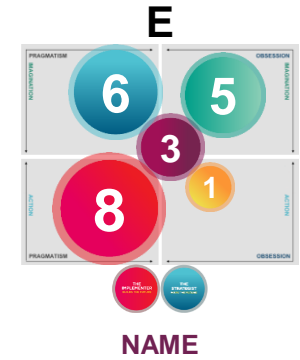 E
PRAGMATISM
OBSESSION
IMAGINATION
IMAGINATION
6
5
3
1
8
ACTION
ACTION
PRAGMATISM
OBSESSION
THE
IMPLEMENTER
THE
STRATEGIST
NAME